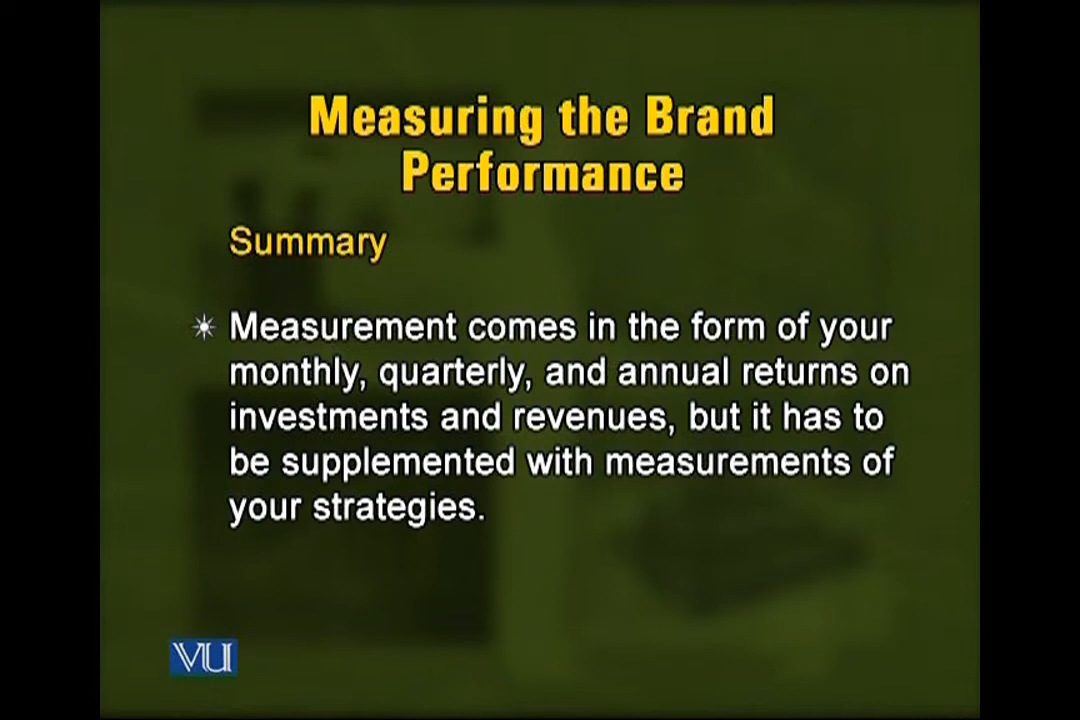 Measuring the Brand
Performance
Summary
Measurement comes in the form of your
monthly, quarterly, and annual returns on
investments and revenues, but it has to
be supplemented with measurements of
your strategies.
VU